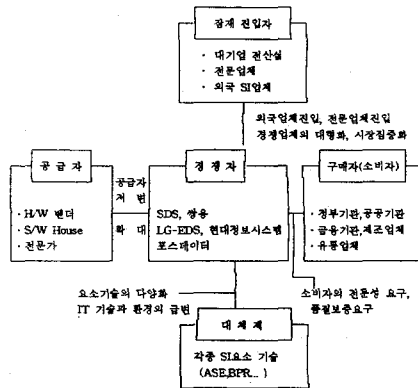 잠재 진입자
· 대기업 전산실
· 전문업체
· 외국 SI업체
외국업체진입, 전문업체진입
경쟁업체의 대형화, 시장집중화
공 급 자
· H/W 벤더
· S/W House
· 전문가
공급자
저 변
확 대
경 쟁 자
SDS, 쌍용
LG-EDS, 현대정보시스템
포스데이터
구매자(소비자)
· 정부기관,공공기관
· 금융기관,제조업체
· 유통업체
요소기술의 다양화
IT 기술과 환경의 급변
소비자의 전문성 요구,
품질보증요구
대 체 재
각종 SI요소 기술
(ASE,BPR...)